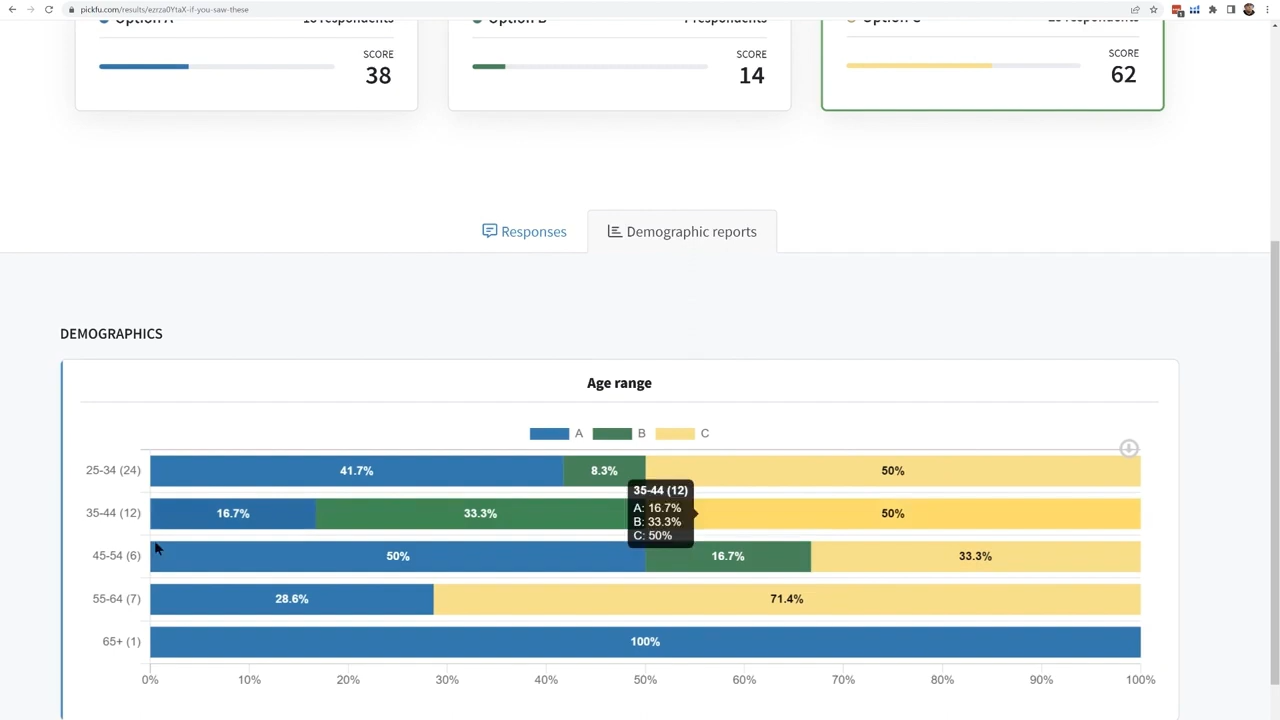 pickfu.com/results/ezrza0YtaX-if-you-saw-these
Option A
Option B
Option C
SCORE
38
SCORE
14
SCORE
62
Responses
Demographic reports
DEMOGRAPHICS
Age range
A B C
25-34 (24) 41.7% 8.3% 50%
35-44 (12) 16.7% 33.3% 50%
35-44 (12)
A: 16.7%
B: 33.3%
C: 50%
45-54 (6) 50% 16.7% 33.3%
55-64 (7) 28.6% 71.4%
65+ (1) 100%
0% 10% 20% 30% 40% 50% 60% 70% 80% 90% 100%